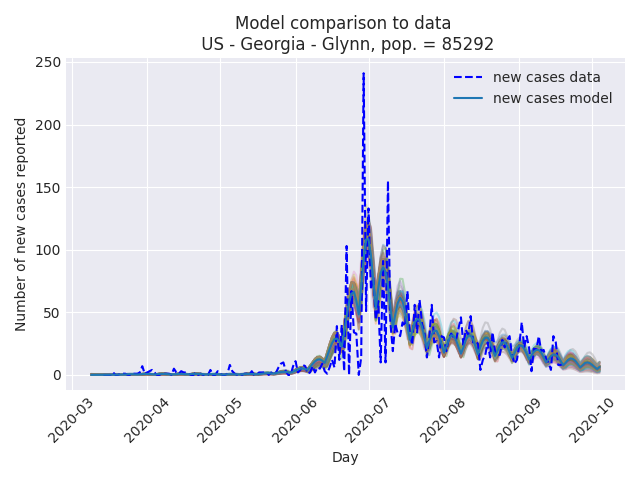 Model comparison to data
US - Georgia - Glynn, pop. = 85292
new cases data
new cases model
Number of new cases reported
250
200
150
100
50
0
2020-03
2020-04
2020-05
2020-06
2020-07
2020-08
2020-09
2020-10
Day